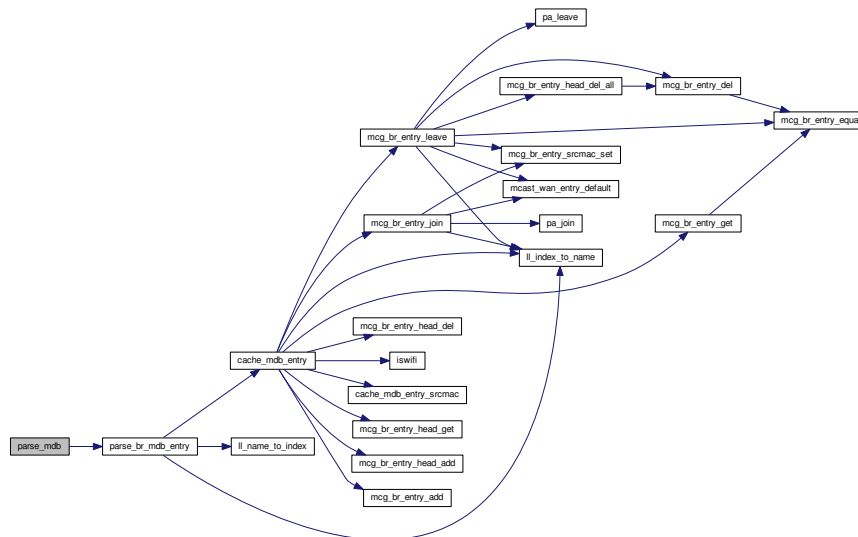 pa_leave
mcg_br_entry_head_del_all
mcg_br_entry_del
mcg_br_entry_equa
mcg_br_entry_leave
mcg_br_entry_srcmac_set
mcast_wan_entry_default
mcg_br_entry_join
pa_join
mcg_br_entry_get
ll_index_to_name
mcg_br_entry_head_del
cache_mdb_entry
iswifi
cache_mdb_entry_srcmac
mcg_br_entry_head_get
parse_mdb
parse_br_mdb_entry
ll_name_to_index
mcg_br_entry_head_add
mcg_br_entry_add